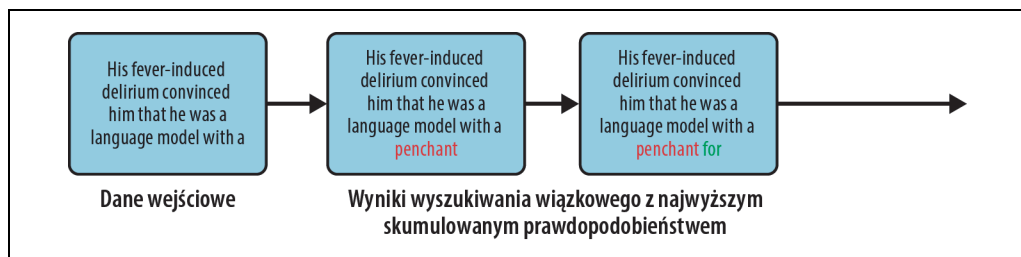 His fever-induced
delirium convinced
him that he was a
language model with a
His fever-induced
delirium convinced
him that he was a
language model with a
penchant
His fever-induced
delirium convinced
him that he was a
language model with a
penchant for
Dane wejściowe
Wyniki wyszukiwania wiązkowego z najwyższym
skumulowanym prawdopodobieństwem